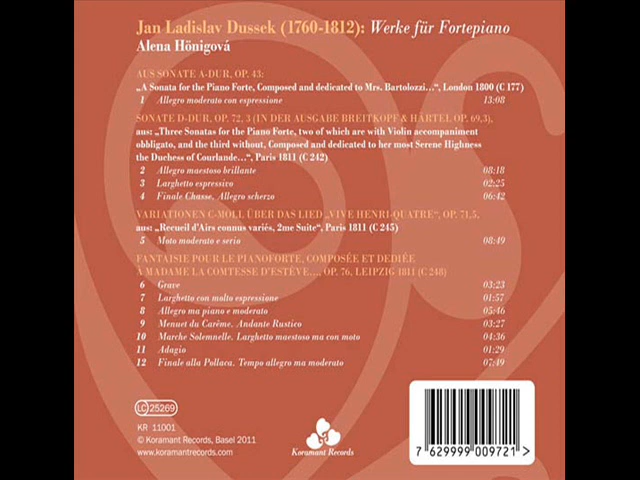 Jan Ladislav Dussek (1760-1812): Werke für Fortepiano
Alena Hönigová
AUS SONATE A-DUR, OP. 43:
„A Sonata for the Piano Forte, Composed and dedicated to Mrs. Bartolozzi…“, London 1800 (C 177)
1 Allegro moderato con espressione 13:08
SONATE D-DUR, OP. 72, 3 (IN DER AUSGABE BREITKOPF & HÄRTEL OP. 69,3),
aus: „Three Sonatas for the Piano Forte, two of which are with Violin accompaniment
obbligato, and the third without, Composed and dedicated to her most Serene Highness
the Duchess of Courlande…“, Paris 1811 (C 242)
2 Allegro maestoso brillante 08:18
3 Larghetto espressivo 02:25
4 Finale Chasse. Allegro scherzo 06:42
VARIATIONEN C-MOLL ÜBER DAS LIED „VIVE HENRI-QUATRE“, OP. 71,5,
aus: „Recueil d'Airs connus variés, 2me Suite“, Paris 1811 (C 245)
5 Moto moderato e serio 08:49
FANTAISIE POUR LE PIANOFORTE, COMPOSÉE ET DEDIÉE
À MADAME LA COMTESSE D'ESTÈVE…, OP. 76, LEIPZIG 1811 (C 248)
6 Grave 03:23
7 Larghetto con molto espressione 01:57
8 Allegro ma piano e moderato 05:46
9 Menuet du Carème. Andante Rustico 03:27
10 Marche Solemnelle. Larghetto maestoso ma con moto 04:36
11 Adagio 01:29
12 Finale alla Pollaca. Tempo allegro ma moderato 07:49
LC 25269
KR 11001
© Koramant Records, Basel 2011
www.koramantrecords.com
Koramant Records
7 629999 009721 >